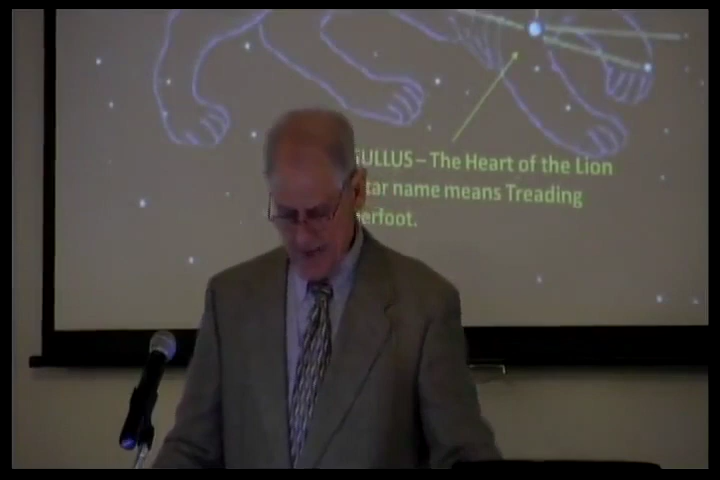 GULLUS – The Heart of the Lion
tar name means Treading
erfoot.